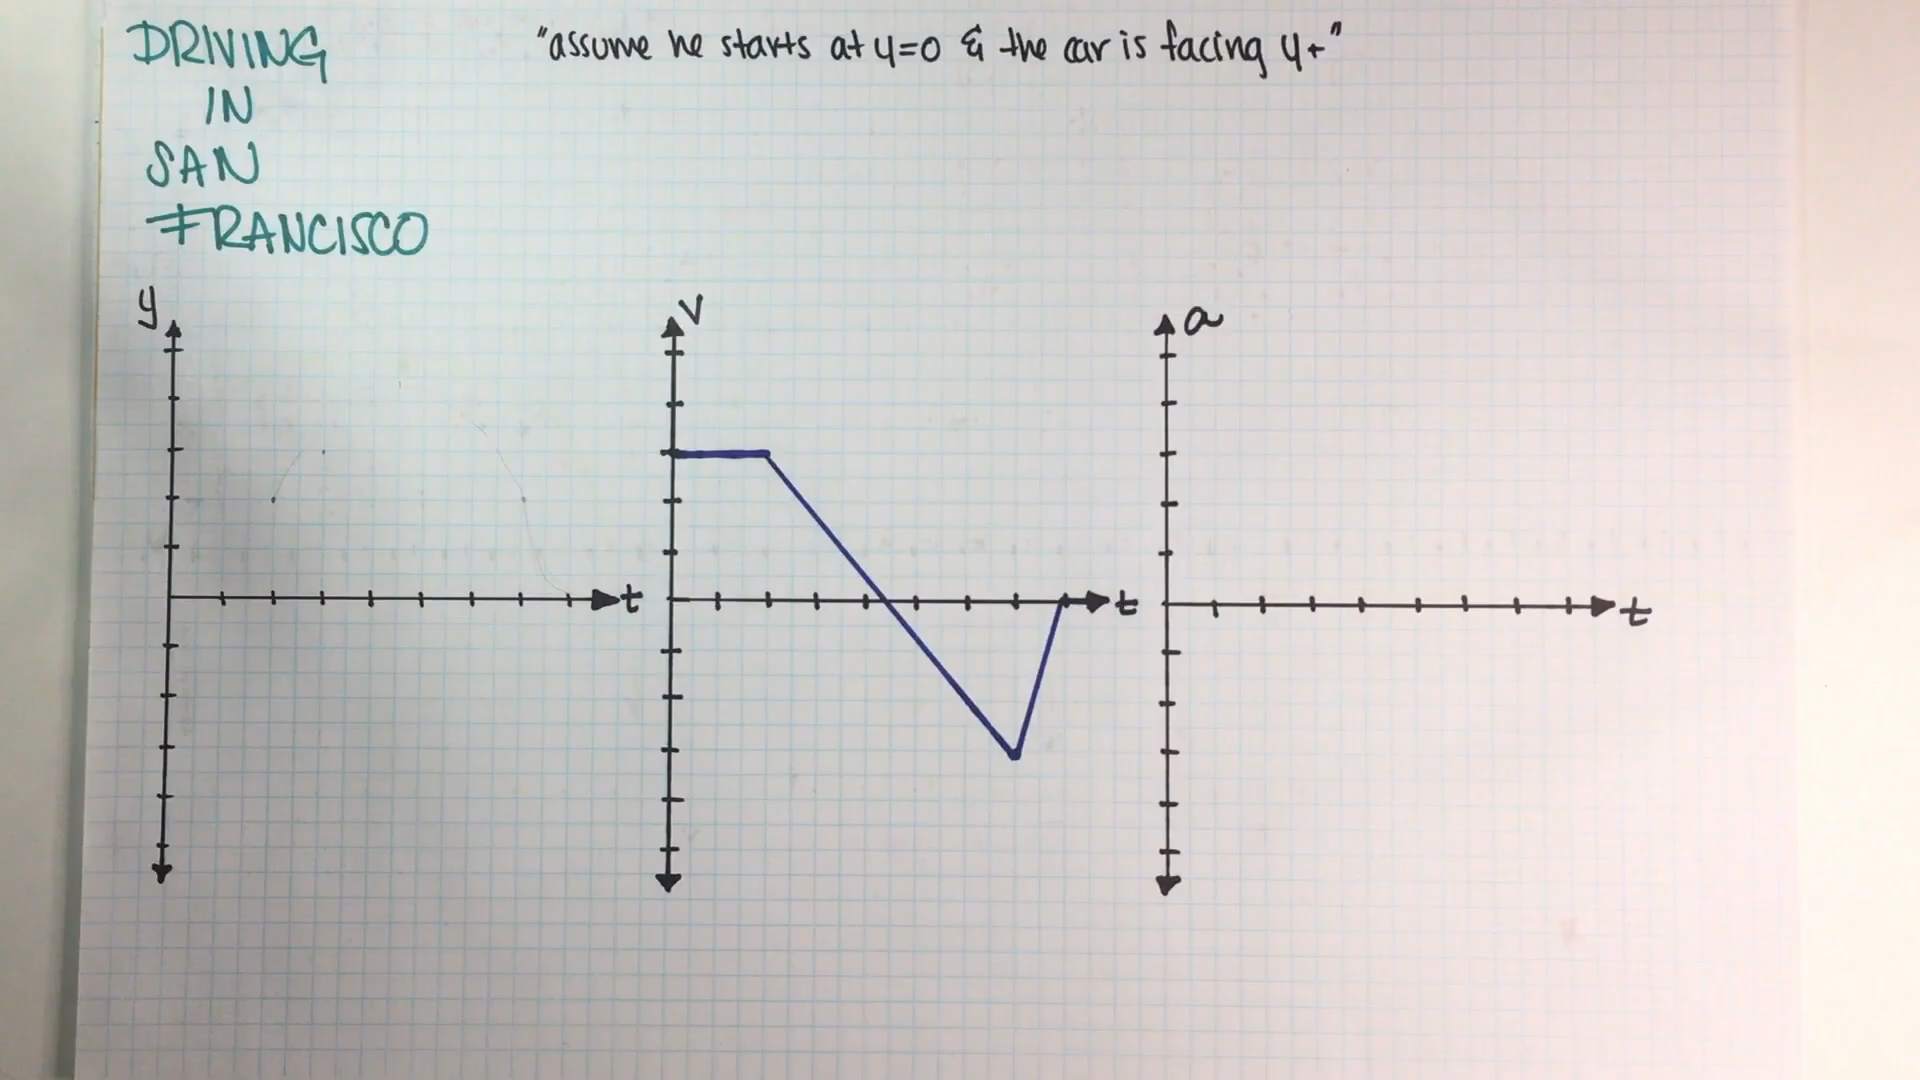 DRIVING
IN
SAN
FRANCISCO
"assume he starts at y=0 & the car is facing y+"
y
t
v
t
a
t